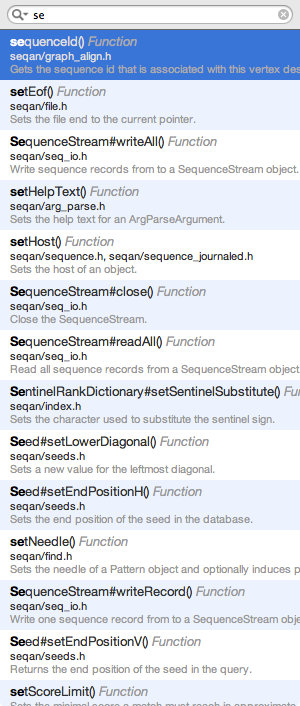 se
sequenceId() Function
seqan/graph_align.h
Gets the sequence id that is associated with this vertex des
setEof() Function
seqan/file.h
Sets the file end to the current pointer.
SequenceStream#writeAll() Function
seqan/seq_io.h
Write sequence records from to a SequenceStream object.
setHelpText() Function
seqan/arg_parse.h
Sets the help text for an ArgParseArgument.
setHost() Function
seqan/sequence.h, seqan/sequence_journaled.h
Sets the host of an object.
SequenceStream#close() Function
seqan/seq_io.h
Close the SequenceStream.
SequenceStream#readAll() Function
seqan/seq_io.h
Read all sequence records from a SequenceStream object.
SentinelRankDictionary#setSentinelSubstitute() Function
seqan/index.h
Sets the character used to substitute the sentinel sign.
Seed#setLowerDiagonal() Function
seqan/seeds.h
Sets a new value for the leftmost diagonal.
Seed#setEndPositionH() Function
seqan/seeds.h
Sets the end position of the seed in the database.
setNeedle() Function
seqan/find.h
Sets the needle of a Pattern object and optionally induces p
SequenceStream#writeRecord() Function
seqan/seq_io.h
Write one sequence record from to a SequenceStream obje
Seed#setEndPositionV() Function
seqan/seeds.h
Returns the end position of the seed in the query.
setScoreLimit() Function
seqan/find.h